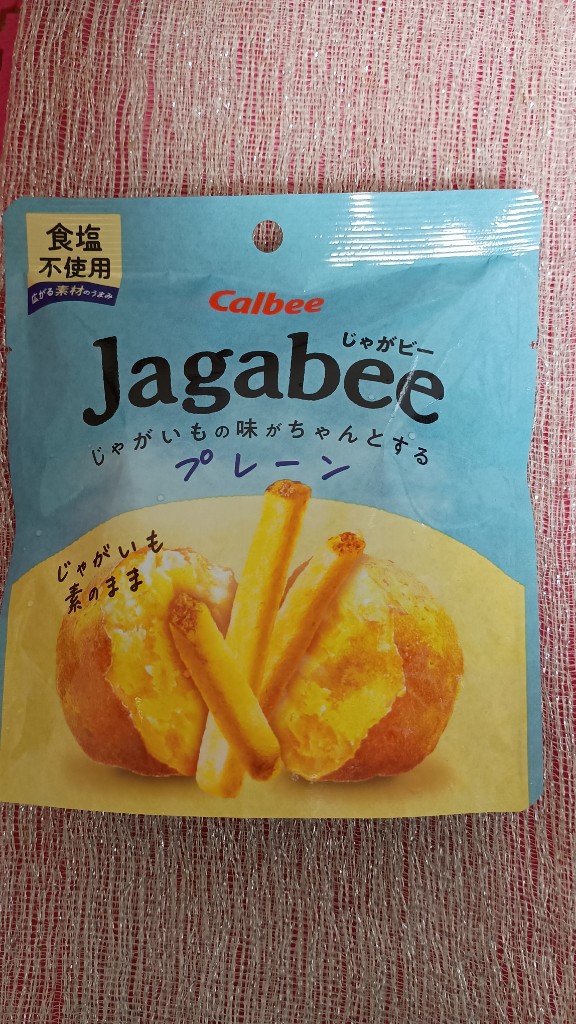 食塩
不使用
広がる素材のうまみ
Calbee
じゃがビー
Jagabee
じゃがいもの味がちゃんとする
プレーン
じゃがいも
素のまま